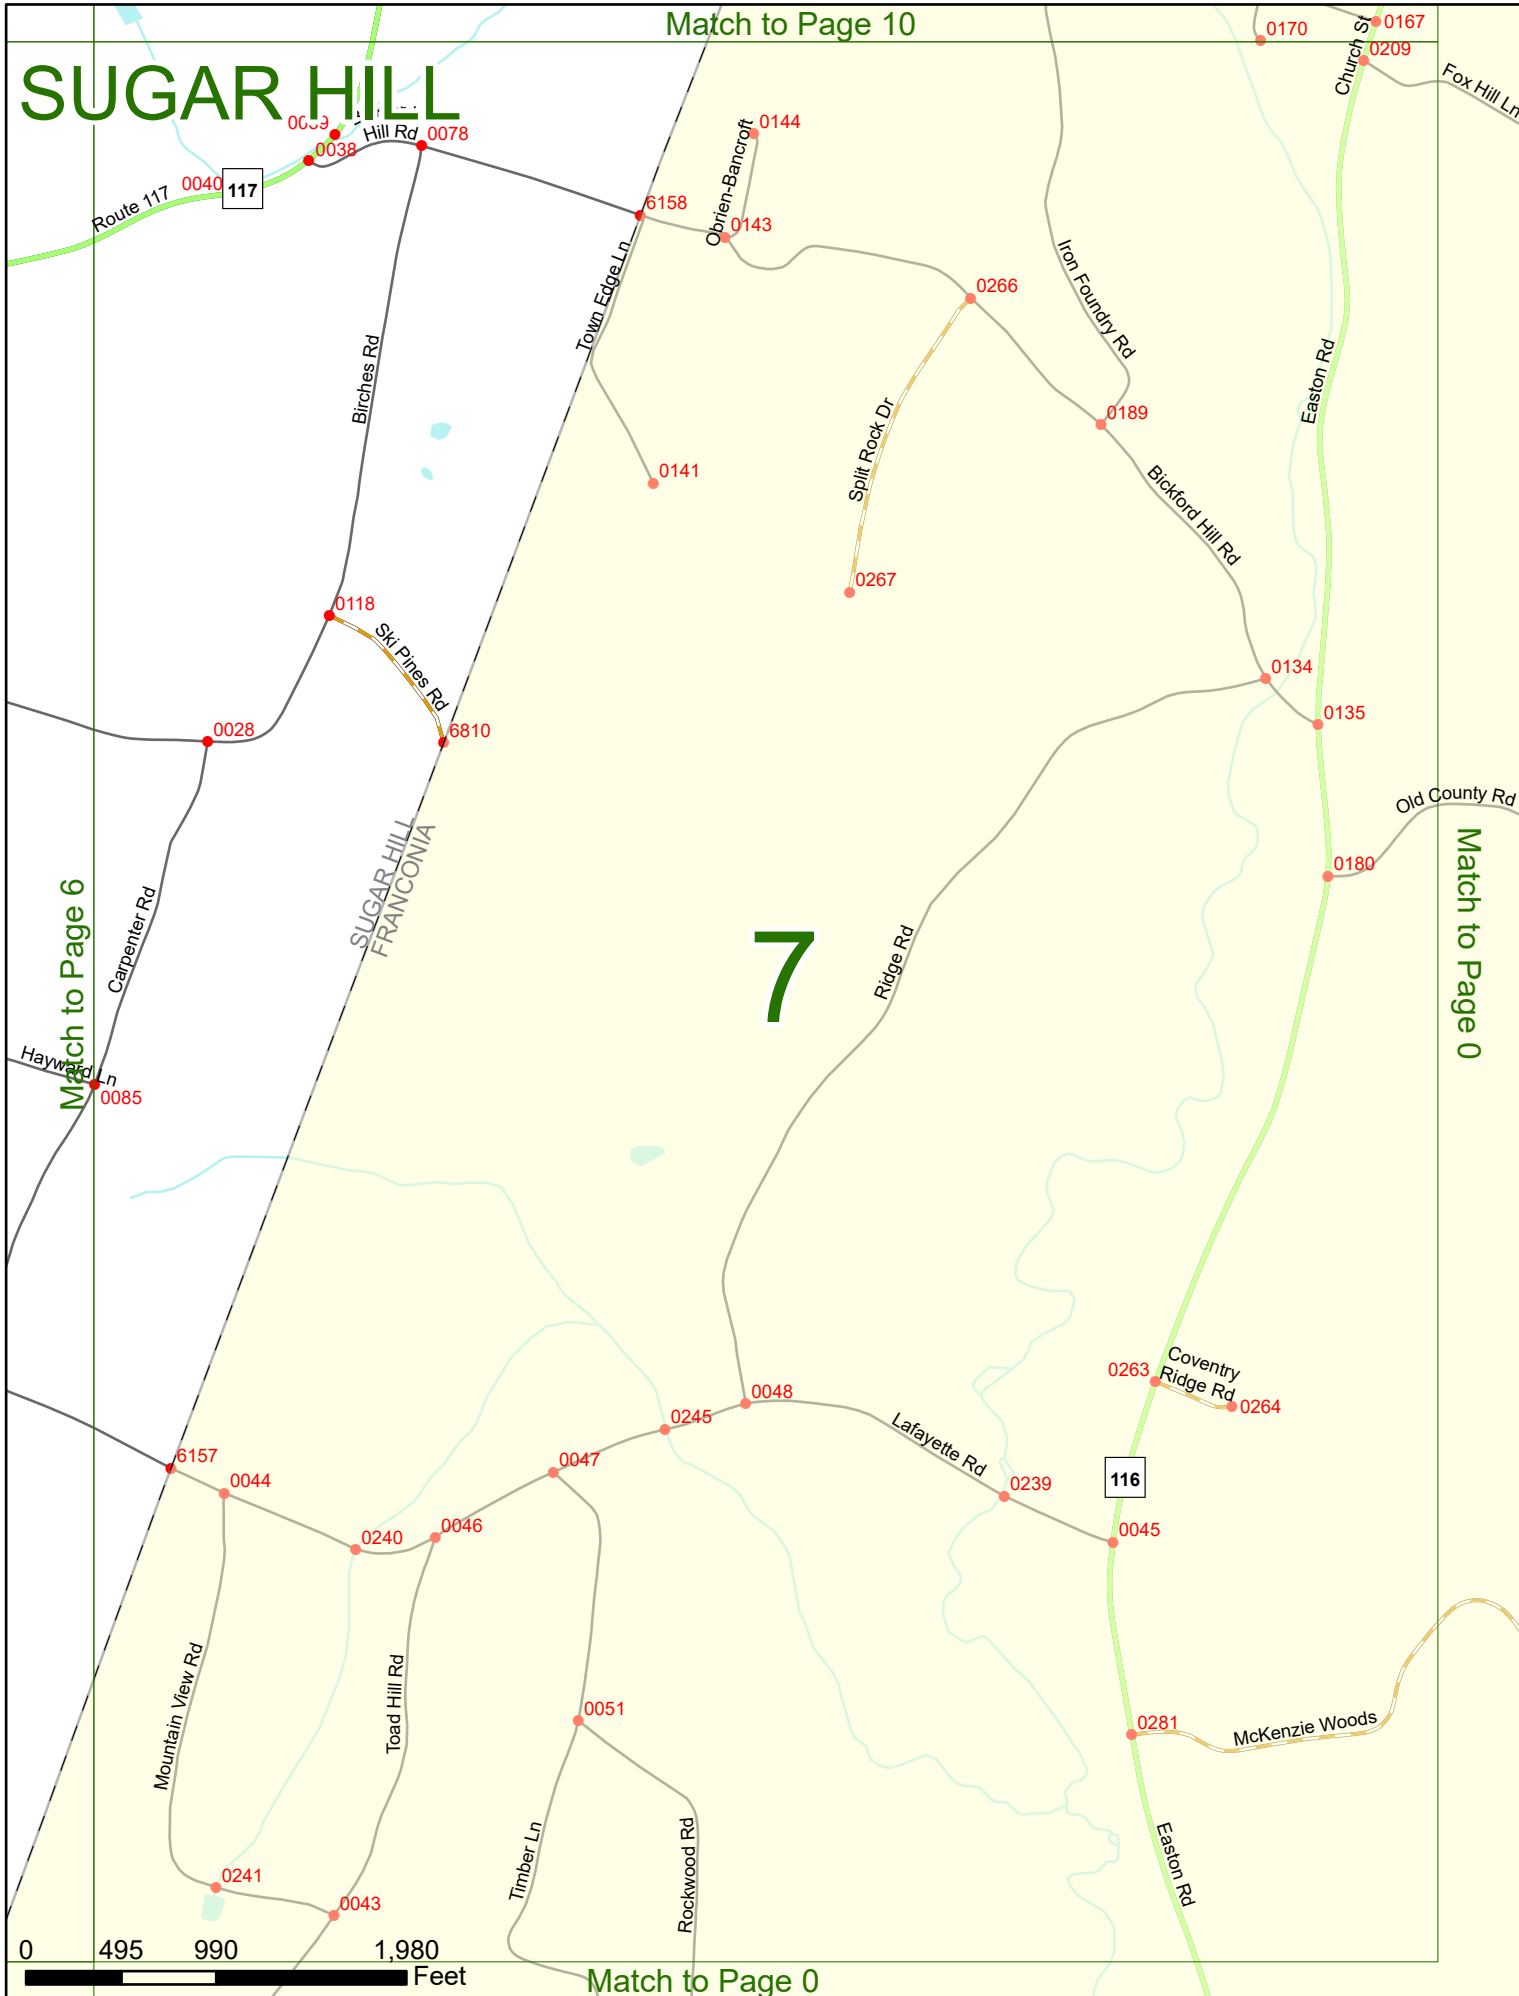 Match to Page 10
SUGAR HILL
0170
0167
0209
Church St
Fox Hill Ln
0038
Hill Rd
0078
0040
117
Route 117
0144
Obrien-Bancroft
6158
0143
Town Edge Ln
0266
Iron Foundry Rd
Birches Rd
Easton Rd
Split Rock Dr
0189
0141
Bickford Hill Rd
0267
0118
Ski Pines Rd
0134
0135
0028
6810
Old County Rd
SUGAR HILL
FRANCONIA
Match to Page 0
0180
Match to Page 6
Carpenter Rd
7
Ridge Rd
Hayward Ln
0085
0263
Coventry
Ridge Rd
0264
0048
0245
Lafayette Rd
6157
0044
0047
0239
116
0240
0046
0045
Mountain View Rd
Toad Hill Rd
0051
0281
McKenzie Woods
Timber Ln
Rockwood Rd
Easton Rd
0241
0043
0 495 990 1,980
Feet
Match to Page 0